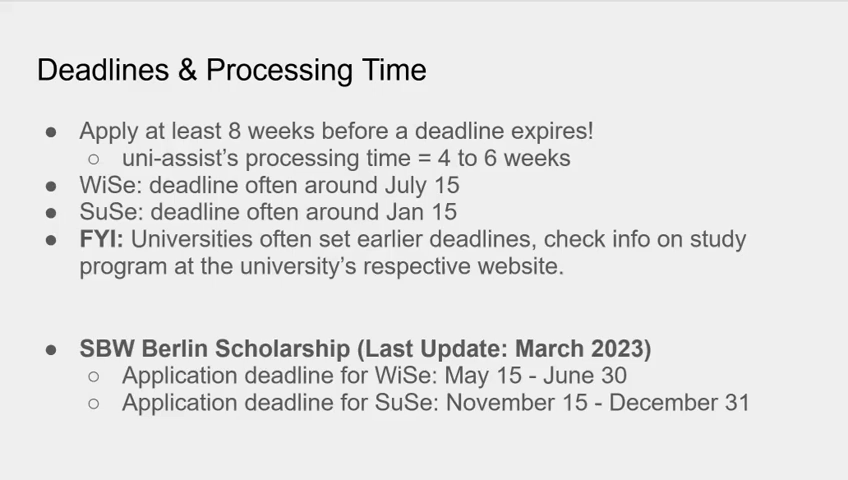 Deadlines & Processing Time
● Apply at least 8 weeks before a deadline expires!
○ uni-assist's processing time = 4 to 6 weeks
● WiSe: deadline often around July 15
● SuSe: deadline often around Jan 15
● FYI: Universities often set earlier deadlines, check info on study
program at the university's respective website.
● SBW Berlin Scholarship (Last Update: March 2023)
○ Application deadline for WiSe: May 15 - June 30
○ Application deadline for SuSe: November 15 - December 31